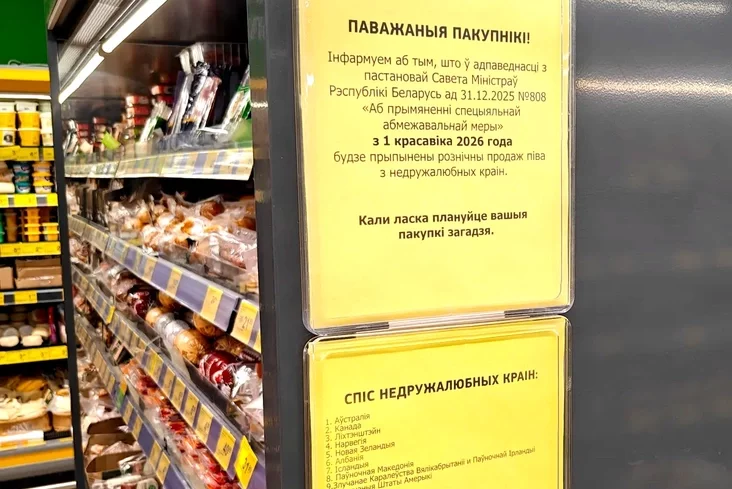 ПАВАЖАНЫЯ ПАКУПНІКІ!
Інфармуем аб тым, што ў адпаведнасці з
пастановай Савета Міністраў
Рэспублікі Беларусь ад 31.12.2025 №808
«Аб прымяненні спецыяльнай
абмежавальнай меры»
з 1 красавіка 2026 года
будзе прыпынены рознічны продаж піва
з недружалюбных краін.
Кали ласка плануйце вашыя
пакупкі загадзя.
СПІС НЕДРУЖАЛЮБНЫХ КРАІН:
1. Аўстралія
2. Канада
3. Ліхтэнштэйн
4. Нарвегія
5. Новая Зеландыя
6. Албанія
7. Ісландыя
8. Паўночная Македонія
9. Злучанае Каралеўства Вялікабрытаніі и Паўночнай Ірландыі
Штаты Амерыкі